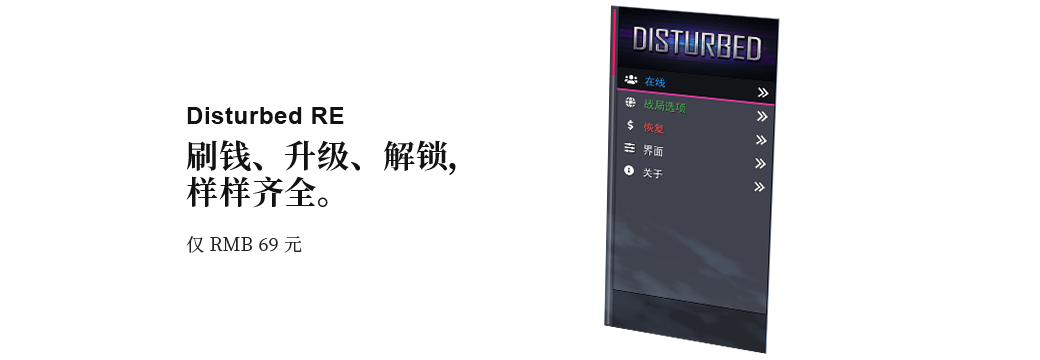 Disturbed RE
刷钱、升级、解锁,
样样齐全。
仅 RMB 69 元
DISTURBED
在线
战局选项
恢复
界面
关于